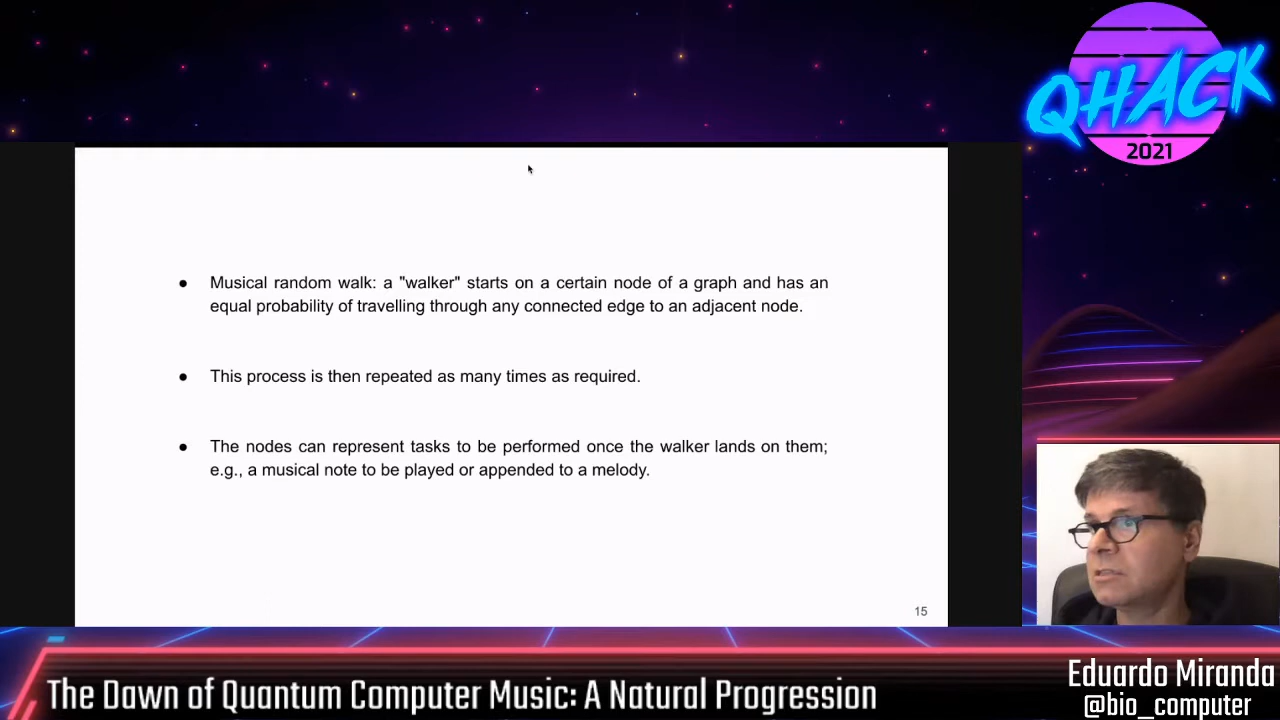 QHACK
2021
● Musical random walk: a "walker" starts on a certain node of a graph and has an
equal probability of travelling through any connected edge to an adjacent node.
● This process is then repeated as many times as required.
● The nodes can represent tasks to be performed once the walker lands on them;
e.g., a musical note to be played or appended to a melody.
15
The Dawn of Quantum Computer Music: A Natural Progression
Eduardo Miranda
@bio_computer